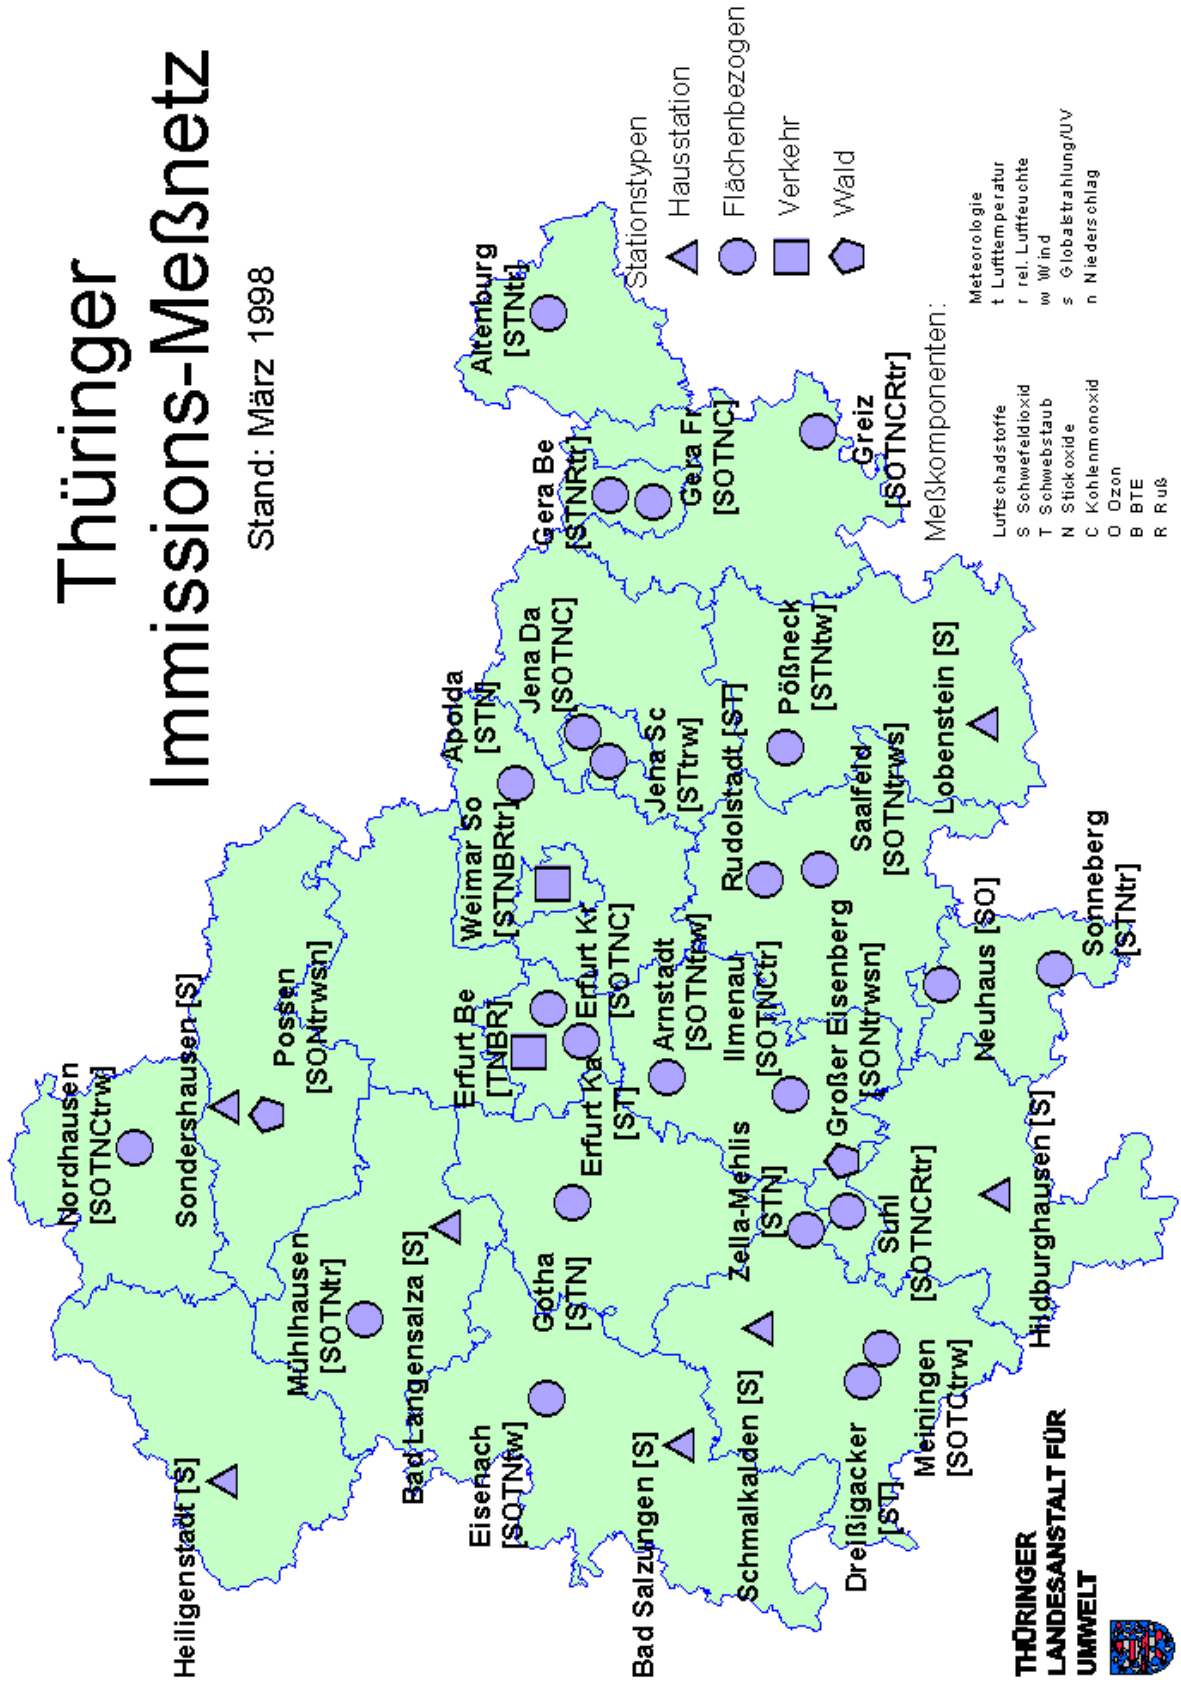 Thüringer
Immissions-Meßnetz
Stand: März 1998
Nordhausen
[SOTNCtrw]
Sondershausen [S]
Possen
[SONtrwsn]
Heiligenstadt [S]
Mühlhausen
[SOTNtr]
Bad Langensalza [S]
Eisenach
[SOTNtw]
Gotha
[STN]
Erfurt Be
[TNBR]
Erfurt Kr
[SOTNC]
Erfurt Ka
[ST]
Weimar So
[STNBRtr]
Apolda
[STN]
Jena Da
[SOTNC]
Jena Sc
[STtrw]
Gera Be
[STNRtr]
Gera Fr
[SOTNC]
Altenburg
[STNtr]
Greiz
[SOTNCRtr]
Arnstadt
[SOTNtrw]
Ilmenau
[SOTNCtr]
Rudolstadt [ST]
Pößneck
[STNtw]
Saalfeld
[SOTNtrws]
Lobenstein [S]
Bad Salzungen [S]
Schmalkalden [S]
Zella-Mehlis
[STN]
Großer Eisenberg
[SONtrwsn]
Suhl
[SOTNCRtr]
Dreißigacker
[ST]
Meiningen
[SOTCtrw]
Hildburghausen [S]
Neuhaus [SO]
Sonneberg
[STNtr]
Stationstypen
Hausstation
Flächenbezogen
Verkehr
Wald
Meßkomponenten:
Luftschadstoffe
S Schwefeldioxid
T Schwebstaub
N Stickoxide
C Kohlenmonoxid
O Ozon
B BTE
R Ruß
Meteorologie
t Lufttemperatur
r rel. Luftfeuchte
w Wind
s Globalstrahlung/UV
n Niederschlag
THÜRINGER
LANDESANSTALT FÜR
UMWELT